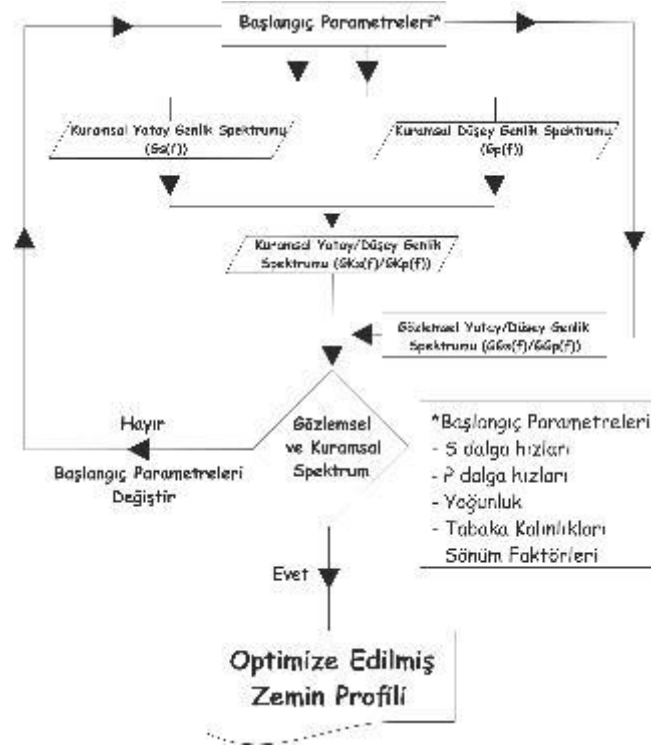 Başlangıç Parametreleri*
Kuramsal Yatay Genlik Spektrumu
(Gs(f))
Kuramsal Düşey Genlik Spektrumu
(Gp(f))
Kuramsal Yatay/Düşey Genlik
Spektrumu (GKs(f)/GKp(f))
Gözlemsel Yatay/Düşey Genlik
Spektrumu (GGs(f)/GGp(f))
Gözlemsel
ve Kuramsal
Spektrum
Hayır
Başlangıç Parametreleri
Değiştir
*Başlangıç Parametreleri
- S dalga hızları
- P dalga hızları
- Yoğunluk
- Tabaka Kalınlıkları
Sönüm Faktörleri
Evet
Optimize Edilmiş
Zemin Profili